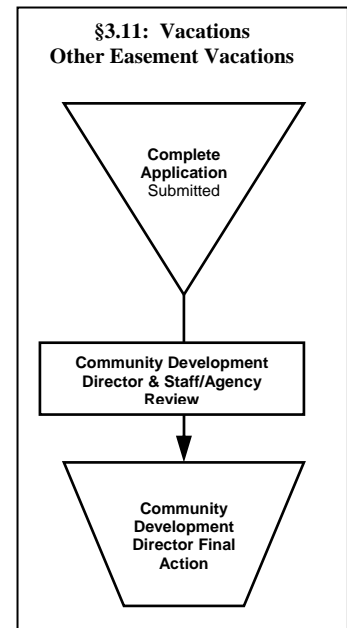 §3.11: Vacations
Other Easement Vacations
Complete
Application
Submitted
Community Development
Director & Staff/Agency
Review
Community
Development
Director Final
Action